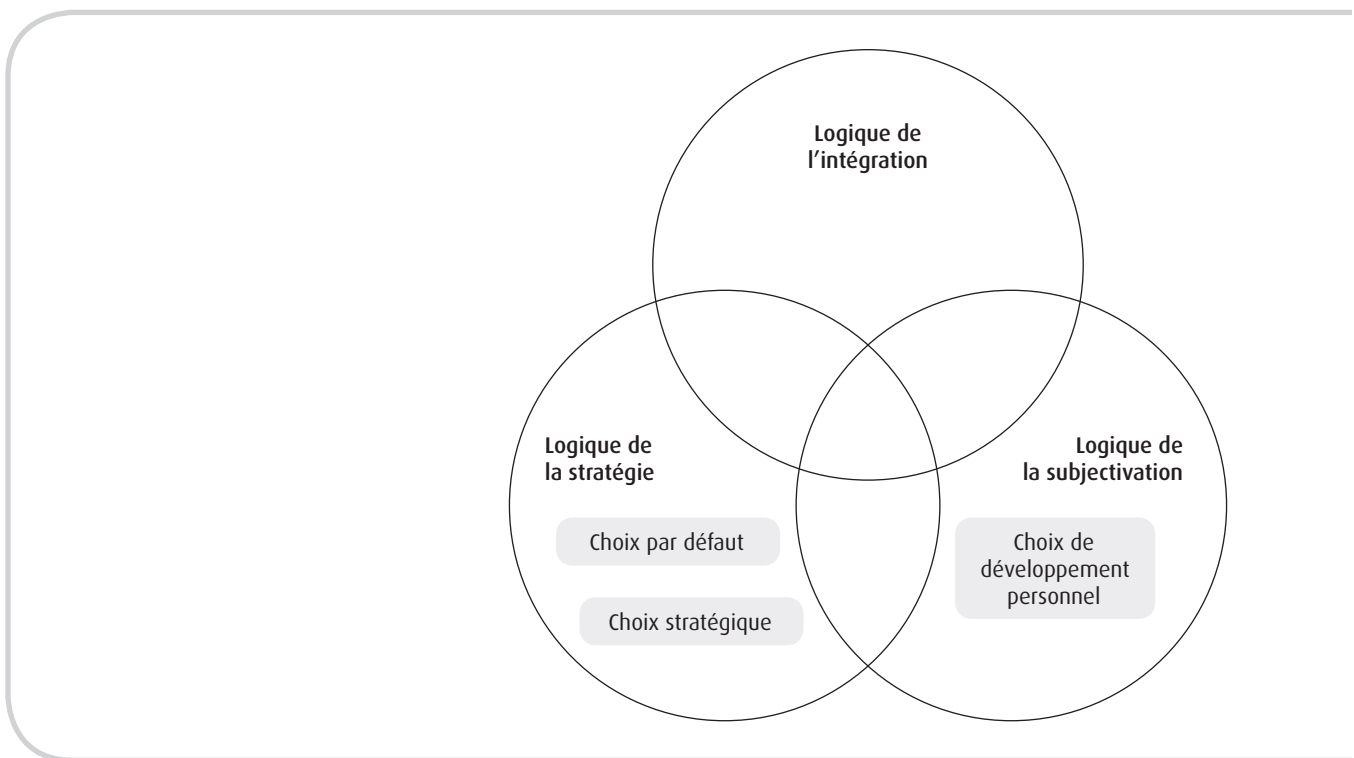 Logique de
l'intégration
Logique de
la stratégie
Choix par défaut
Choix stratégique
Logique de
la subjectivation
Choix de
développement
personnel